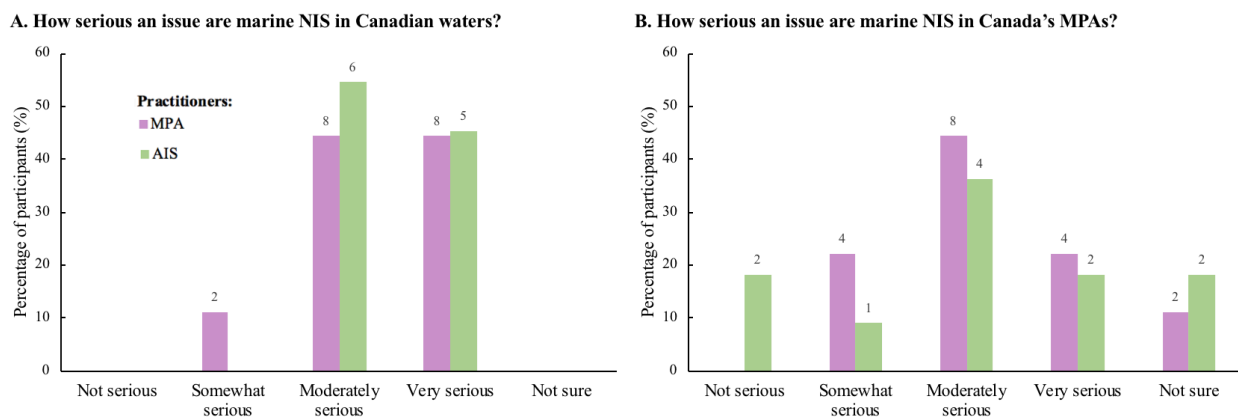 A. How serious an issue are marine NIS in Canadian waters?
Percentage of participants (%)
60
50
40
30
20
10
0
Practitioners:
MPA
AIS
2
8
6
8
5
Not serious
Somewhat
serious
Moderately
serious
Very serious
Not sure
B. How serious an issue are marine NIS in Canada’s MPAs?
Percentage of participants (%)
60
50
40
30
20
10
0
2
4
1
8
4
4
2
2
2
Not serious
Somewhat
serious
Moderately
serious
Very serious
Not sure